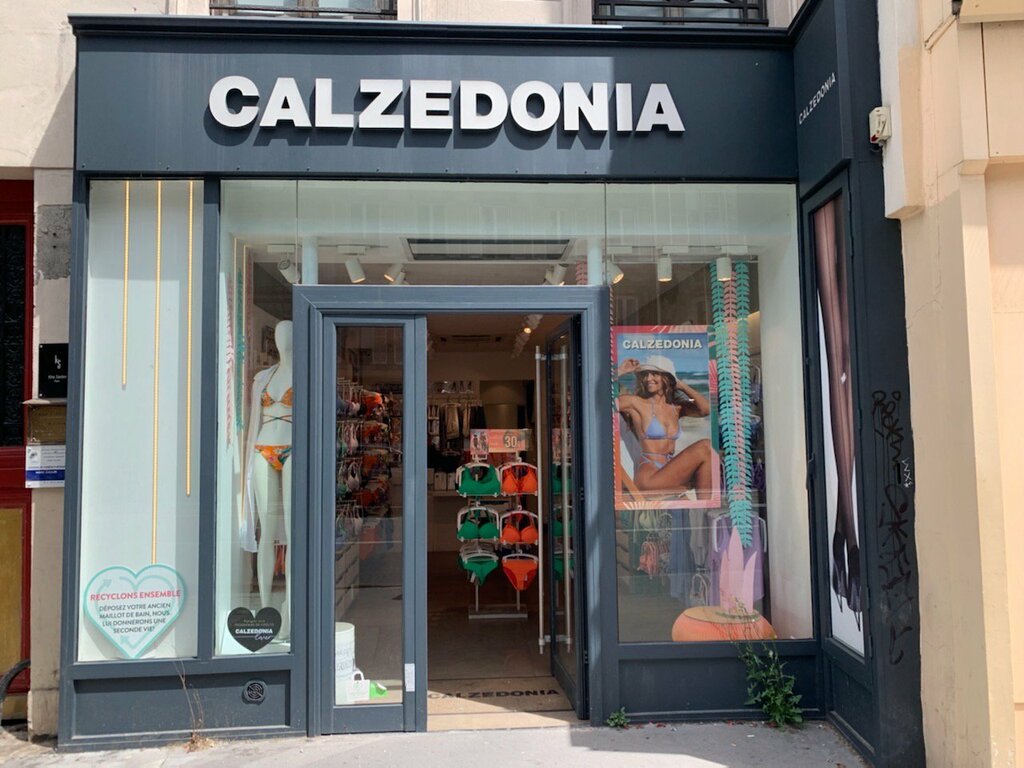 CALZEDONIA
CALZEDONIA
CALZEDONIA
30
RECYCLONS ENSEMBLE
DÉPOSEZ VOTRE ANCIEN
MAILLOT DE BAIN, NOUS
LUI DONNERONS UNE
SECONDE VIE!
CALZEDONIA
CALZEDONIA